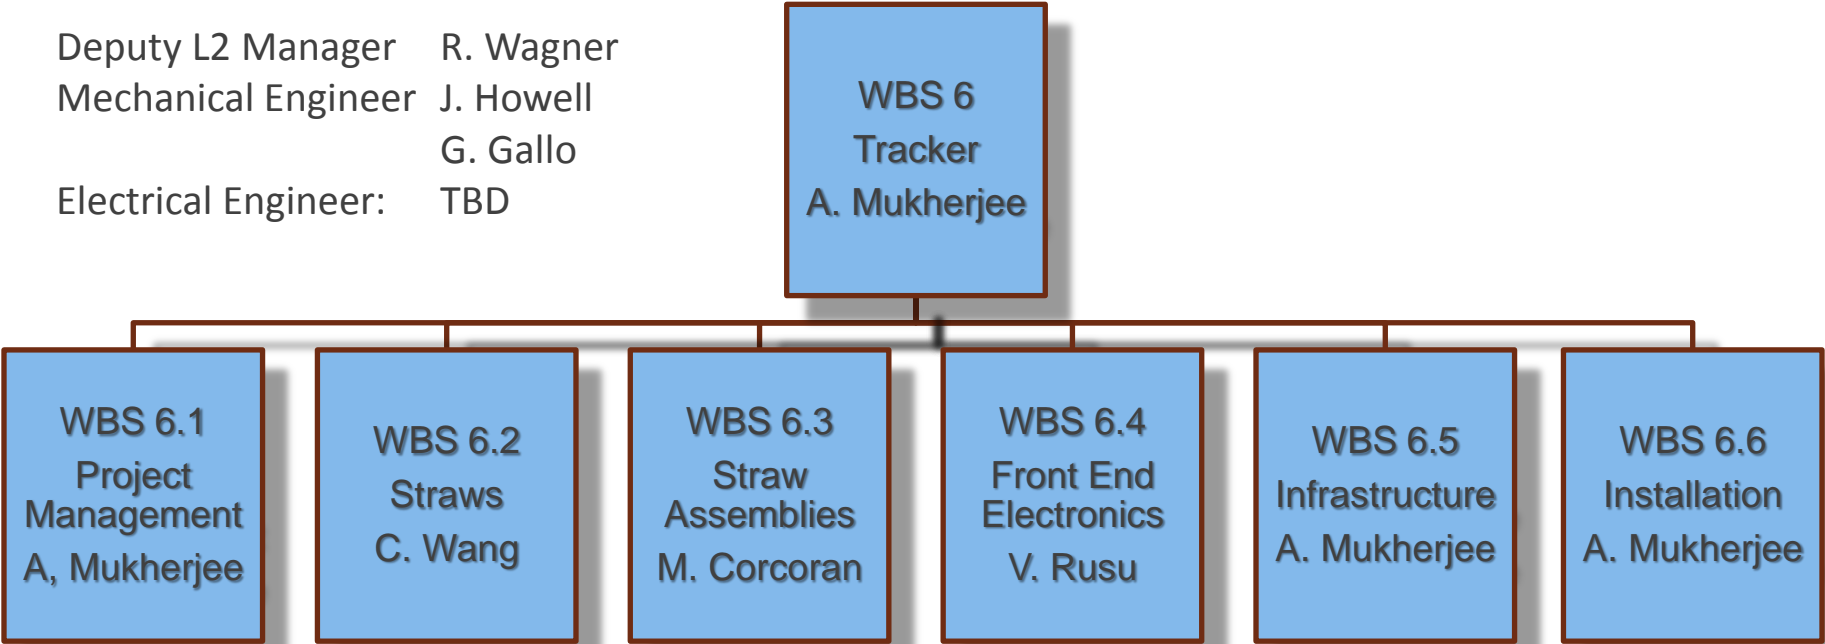 Deputy L2 Manager R. Wagner
Mechanical Engineer J. Howell
G. Gallo
Electrical Engineer: TBD
WBS 6
Tracker
A. Mukherjee
WBS 6.1
Project
Management
A, Mukherjee
WBS 6.2
Straws
C. Wang
WBS 6.3
Straw
Assemblies
M. Corcoran
WBS 6.4
Front End
Electronics
V. Rusu
WBS 6.5
Infrastructure
A. Mukherjee
WBS 6.6
Installation
A. Mukherjee